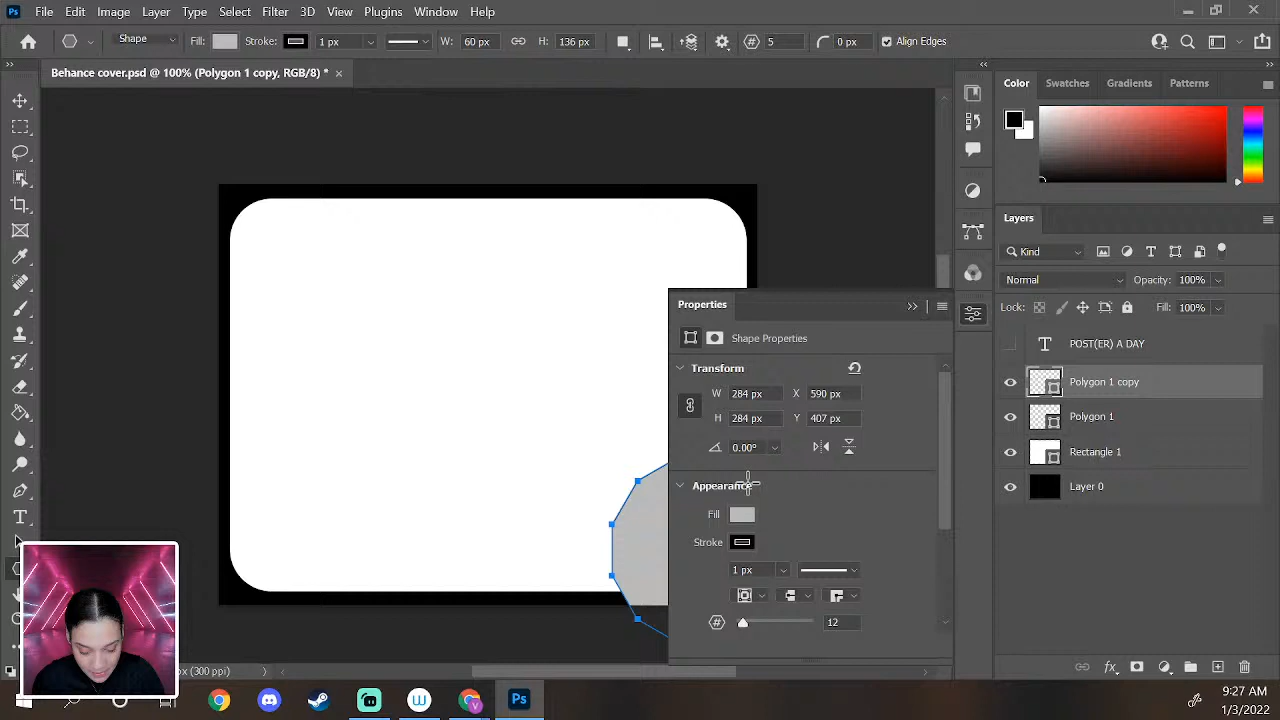 Ps File Edit Image Layer Type Select Filter 3D View Plugins Window Help
Shape Fill: Stroke: 1 px W: 60 px H: 136 px 5 0 px Align Edges
Behance cover.psd @ 100% (Polygon 1 copy, RGB/8) *
Color Swatches Gradients Patterns
Layers
Kind
Normal Opacity: 100%
Lock: Fill: 100%
T POST(ER) A DAY
Polygon 1 copy
Polygon 1
Rectangle 1
Layer 0
Properties
Shape Properties
Transform
W 284 px X 590 px
H 284 px Y 407 px
0.00°
Appearance
Fill
Stroke
1 px
12
px (300 ppi)
fx
Ps
9:27 AM
1/3/2022